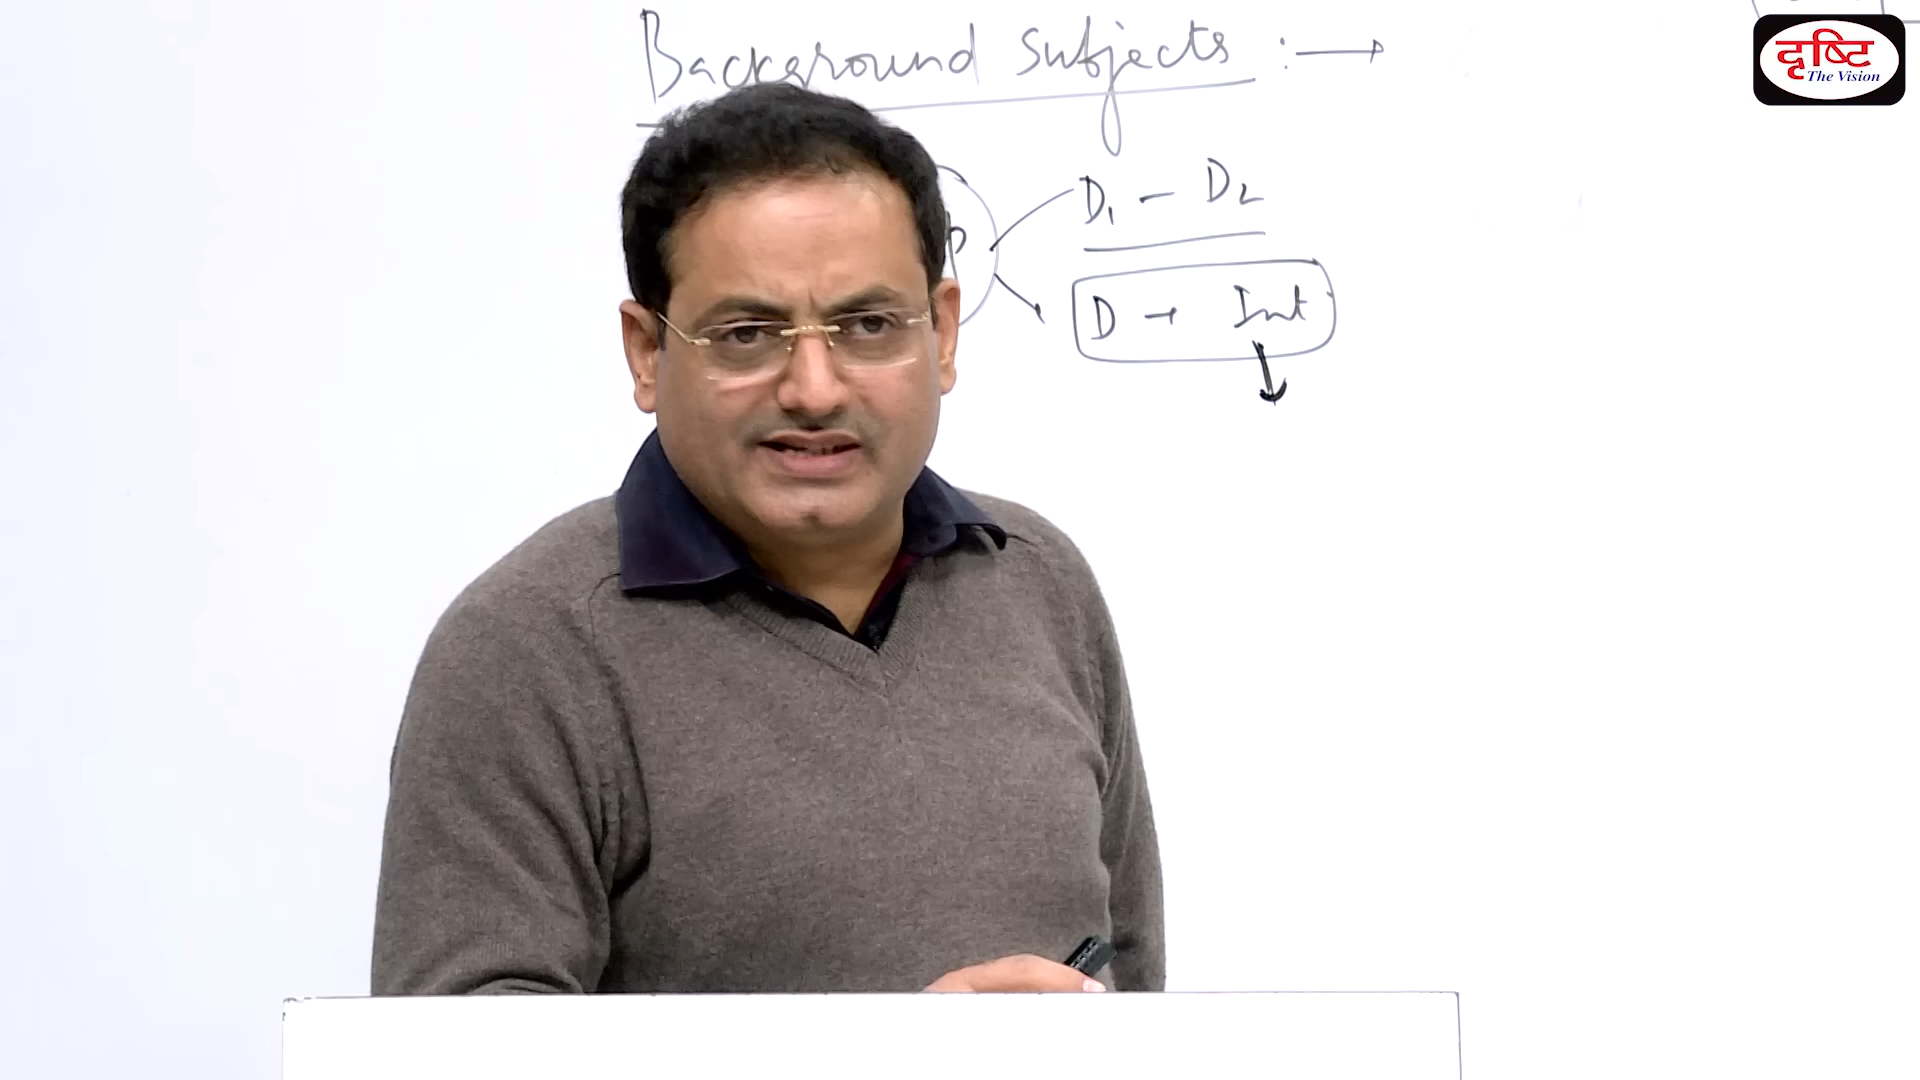 Background Subjects :→
दृष्टि
The Vision
D₁ – D₂
D → Int